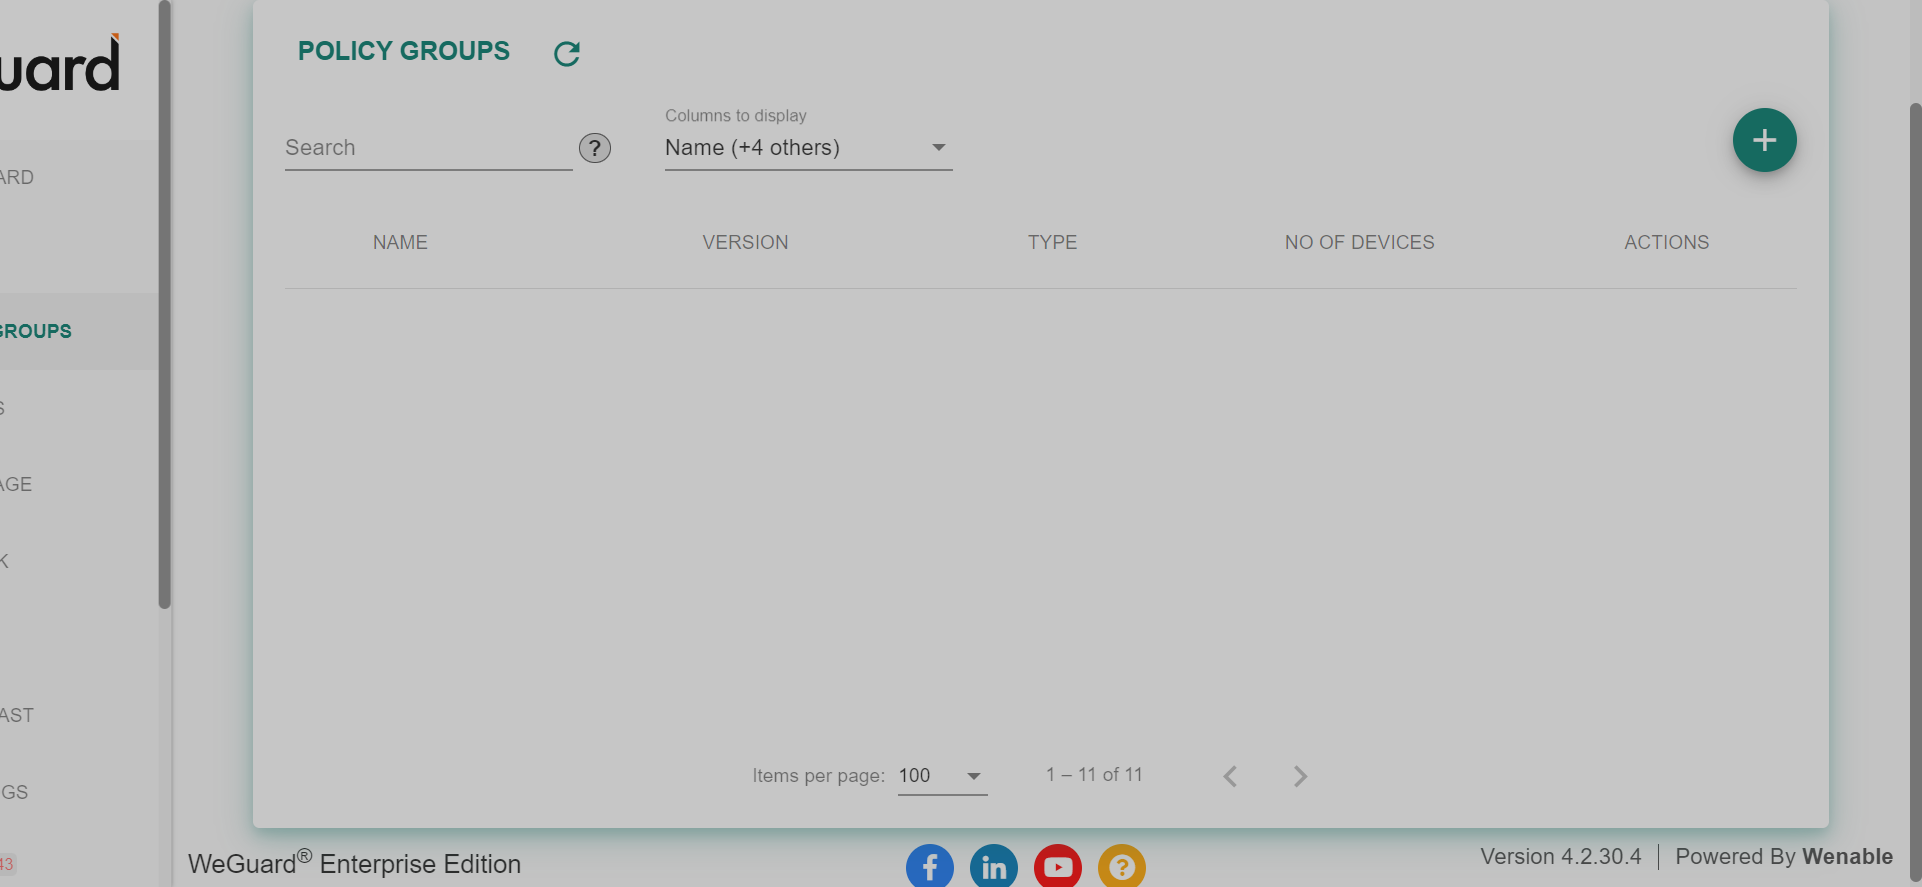 uard
ARD
GROUPS
S
AGE
K
AST
GS
43
POLICY GROUPS
Search
?
Columns to display
Name (+4 others)
+
NAME VERSION TYPE NO OF DEVICES ACTIONS
Items per page: 100 1 – 11 of 11
WeGuard® Enterprise Edition
f in ?
Version 4.2.30.4 | Powered By Wenable